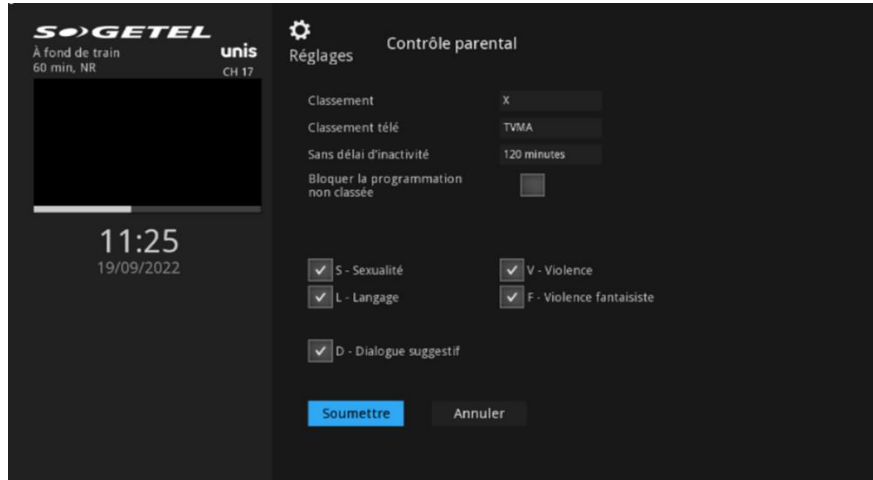 SOGETEL
À fond de train
unis
60 min, NR
CH 17
11:25
19/09/2022
Réglages
Contrôle parental
Classement X
Classement télé TVMA
Sans délai d'inactivité 120 minutes
Bloquer la programmation
non classée
S - Sexualité V - Violence
L - Langage F - Violence fantaisiste
D - Dialogue suggestif
Soumettre Annuler